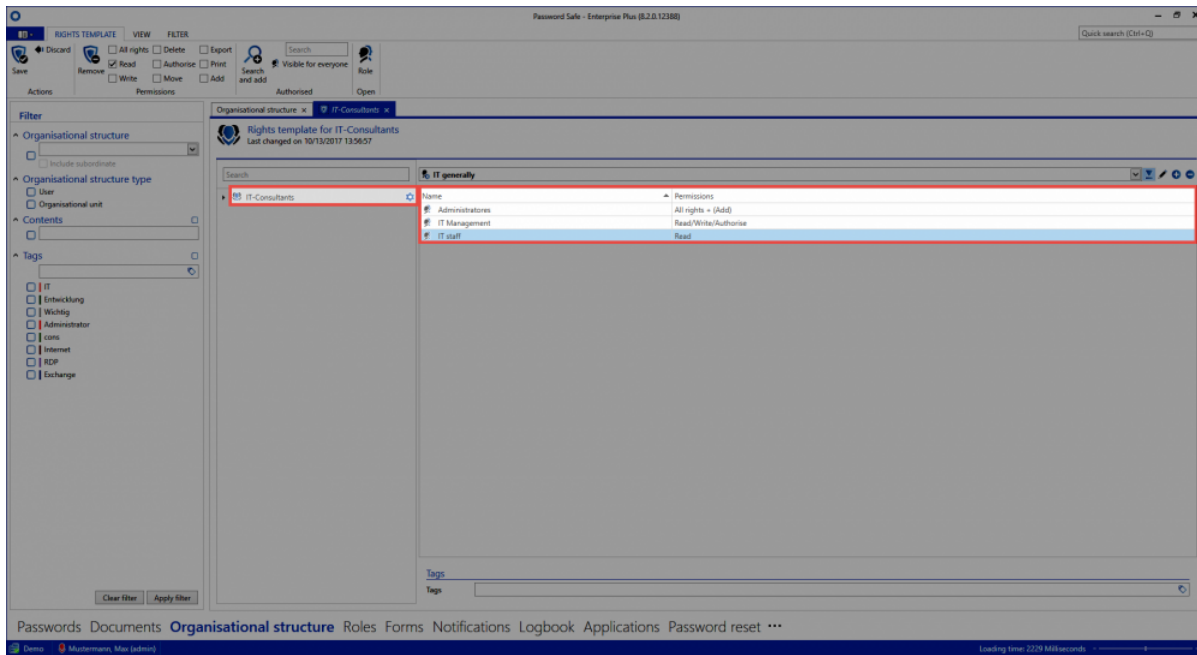 Password Safe - Enterprise Plus (8.2.0.12388)
RIGHTS TEMPLATE VIEW FILTER
Quick search (Ctrl+Q)
Discard
All rights Delete Export
Search
Read Authorise Print
Visible for everyone
Save
Remove
Write Move Add
Search and add
Role
Actions
Permissions
Authorised
Open
Filter
Organisational structure
Include subordinate
Organisational structure type
User
Organisational unit
Contents
Tags
IT
Entwicklung
Wichtig
Administrator
cons
Internet
RDP
Exchange
Clear filter Apply filter
Organisational structure × IT-Consultants ×
Rights template for IT-Consultants
Last changed on 10/13/2017 13:56:57
Search
IT-Consultants
IT generally
Name Permissions
Administratores All rights + (Add)
IT Management Read/Write/Authorise
IT staff Read
Tags
Tags
Passwords Documents Organisational structure Roles Forms Notifications Logbook Applications Password reset •••
Demo Mustermann, Max (admin) Loading time: 2229 Milliseconds